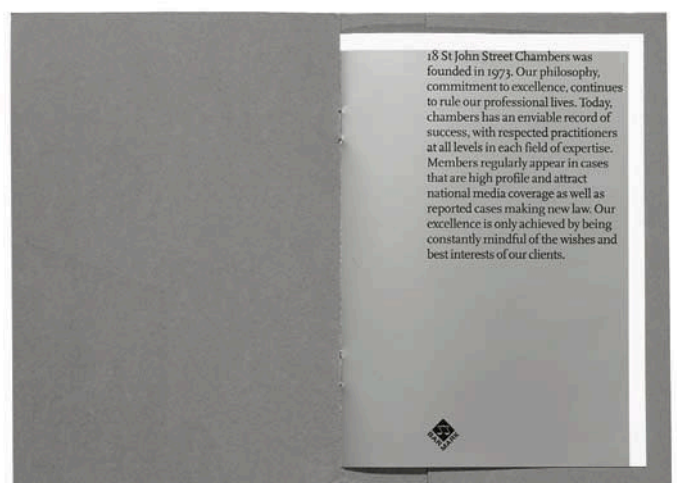 18 St John Street Chambers was
founded in 1973. Our philosophy,
commitment to excellence, continues
to rule our professional lives. Today,
chambers has an enviable record of
success, with respected practitioners
at all levels in each field of expertise.
Members regularly appear in cases
that are high profile and attract
national media coverage as well as
reported cases making new law. Our
excellence is only achieved by being
constantly mindful of the wishes and
best interests of our clients.
BAR MARK